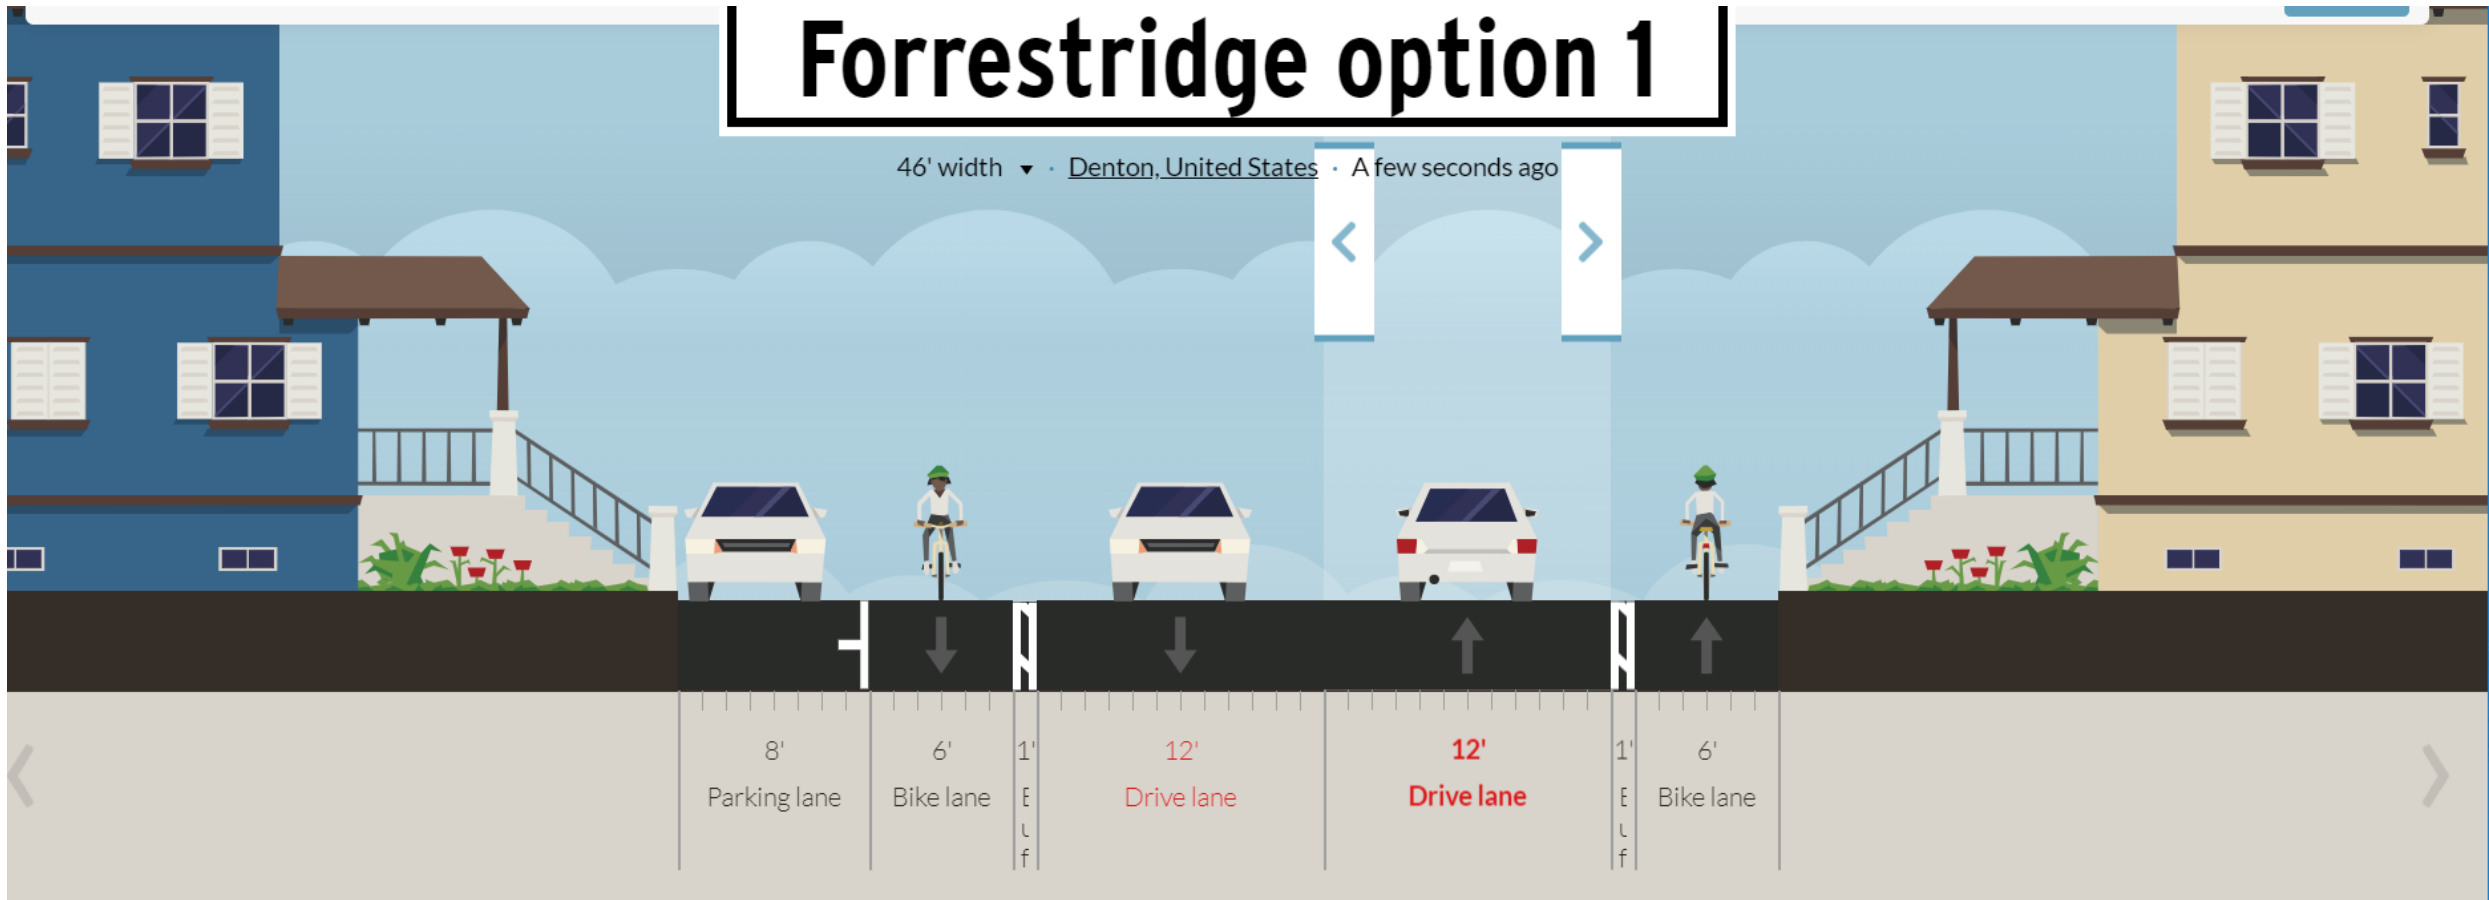 Forrestridge option 1
46' width · Denton, United States · A few seconds ago
8' 6' 1' 12' 12' 1' 6'
Parking lane Bike lane Drive lane Drive lane Bike lane